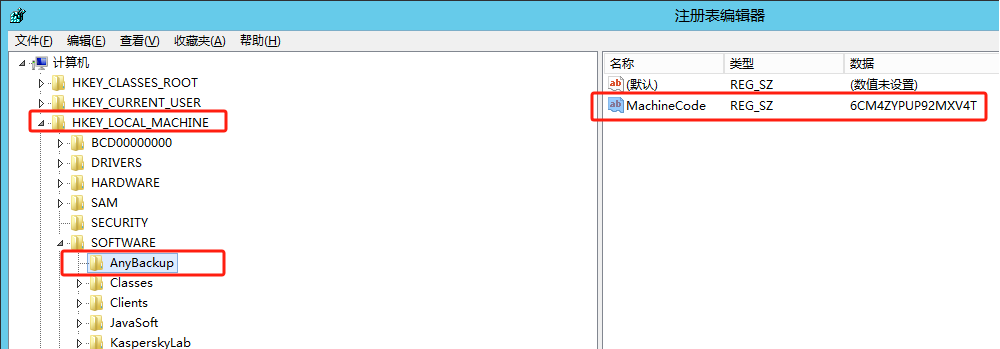 注册表编辑器
文件(F) 编辑(E) 查看(V) 收藏夹(A) 帮助(H)
计算机
HKEY_CLASSES_ROOT
HKEY_CURRENT_USER
HKEY_LOCAL_MACHINE
BCD00000000
DRIVERS
HARDWARE
SAM
SECURITY
SOFTWARE
AnyBackup
Classes
Clients
JavaSoft
KasperskyLab
名称 类型 数据
ab (默认) REG_SZ (数值未设置)
ab MachineCode REG_SZ 6CM4ZYPUP92MXV4T